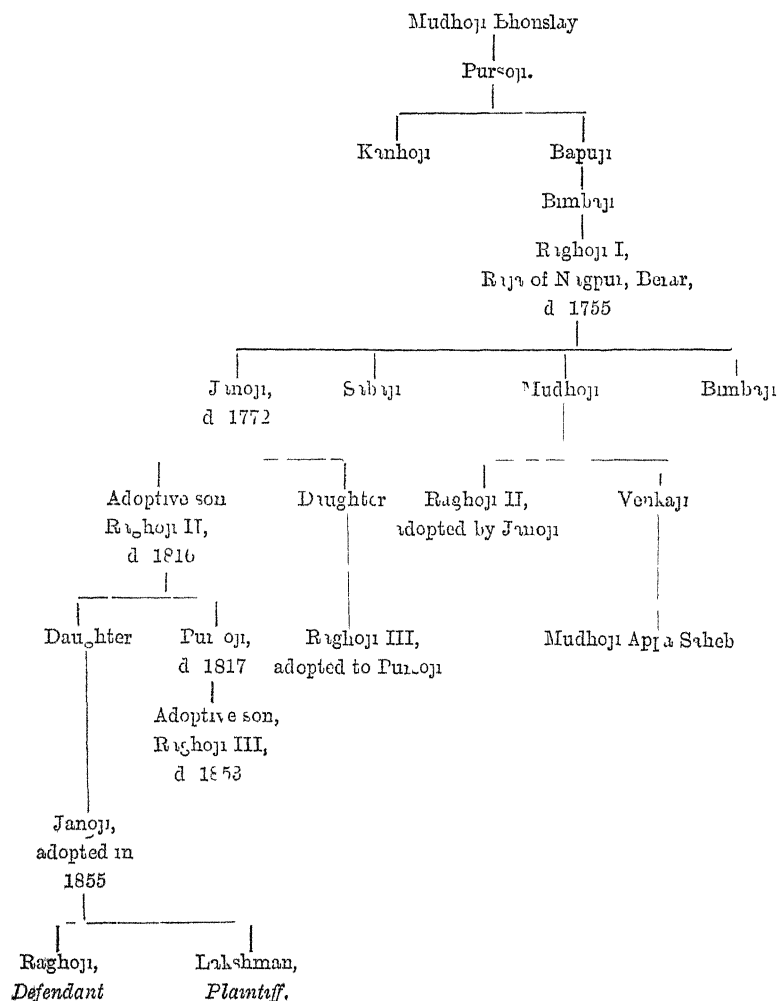 Mudhoji Bhonslay
Pursoji.
Kanhoji Bapuji
Bimbaji
Raghoji I,
Raja of Nagpur, Berar,
d 1755
Janoji, Sabaji Mudhoji Bimbaji
d 1772
Adoptive son Daughter Raghoji II, Venkaji
Raghoji II, adopted by Janoji
d 1816
Daughter Pursoji, Raghoji III, Mudhoji Appa Saheb
d 1817 adopted to Pursoji
Adoptive son,
Raghoji III,
d 1853
Janoji,
adopted in
1855
Raghoji, Lakshman,
Defendant Plaintiff.